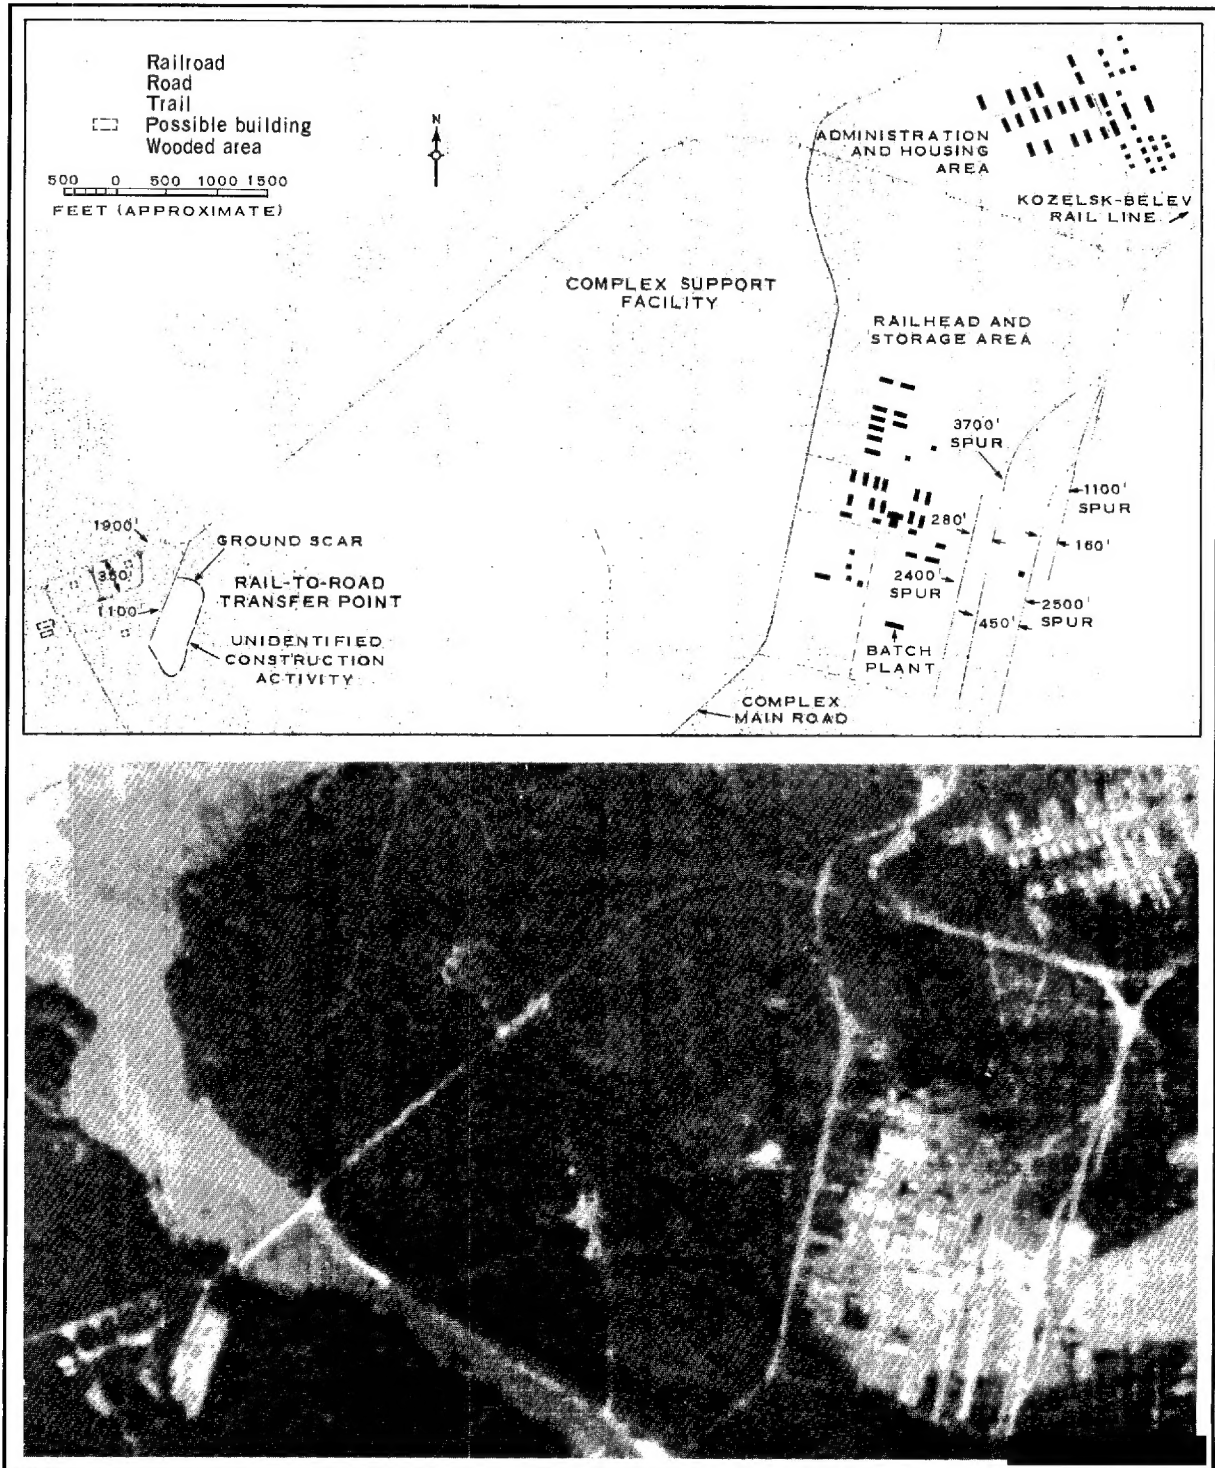 Railroad
Road
Trail
Possible building
Wooded area
500 0 500 1000 1500
FEET (APPROXIMATE)
N
ADMINISTRATION
AND HOUSING
AREA
KOZELSK-BELEV
RAIL LINE
COMPLEX SUPPORT
FACILITY
RAILHEAD AND
STORAGE AREA
3700'
SPUR
1100'
SPUR
280'
160'
2400'
SPUR
2500'
SPUR
450'
BATCH
PLANT
COMPLEX
MAIN ROAD
1900'
GROUND SCAR
350'
RAIL-TO-ROAD
TRANSFER POINT
1100'
UNIDENTIFIED
CONSTRUCTION
ACTIVITY